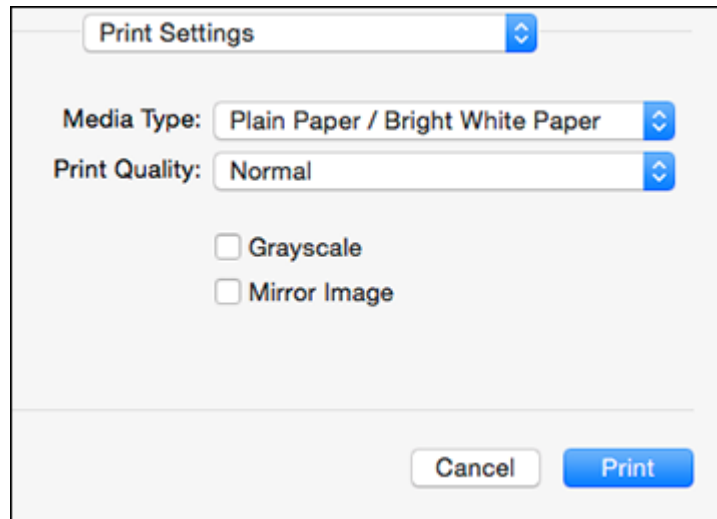 Print Settings
Media Type: Plain Paper / Bright White Paper
Print Quality: Normal
Grayscale
Mirror Image
Cancel Print